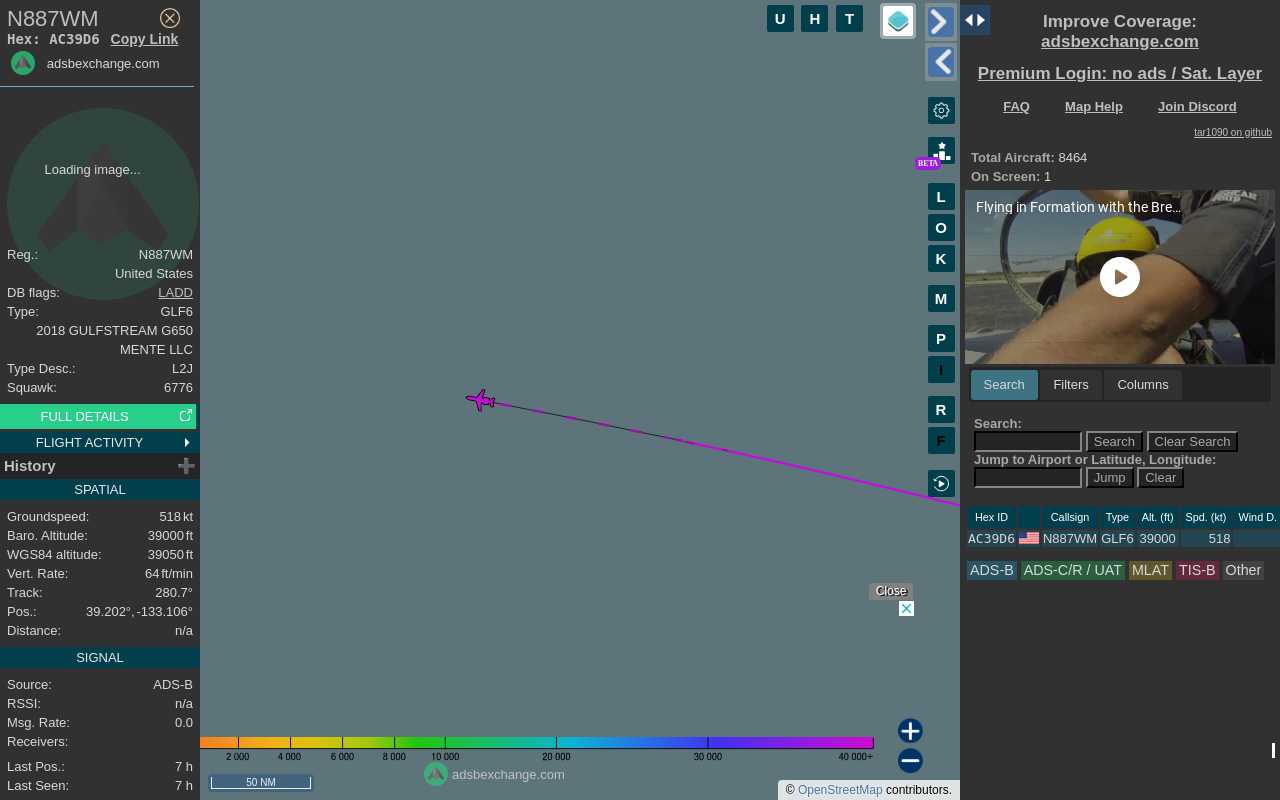 N887WM
Hex: AC39D6 Copy Link
adsbexchange.com
Loading image...
Reg.: N887WM
United States
DB flags: LADD
Type: GLF6
2018 GULFSTREAM G650
MENTE LLC
Type Desc.: L2J
Squawk: 6776
FULL DETAILS
FLIGHT ACTIVITY
History
SPATIAL
Groundspeed: 518 kt
Baro. Altitude: 39000 ft
WGS84 altitude: 39050 ft
Vert. Rate: 64 ft/min
Track: 280.7°
Pos.: 39.202°, -133.106°
Distance: n/a
SIGNAL
Source: ADS-B
RSSI: n/a
Msg. Rate: 0.0
Receivers:
Last Pos.: 7 h
Last Seen: 7 h
U H T
BETA
L
O
K
M
P
I
R
F
Close
2 000 4 000 6 000 8 000 10 000 20 000 30 000 40 000+
adsbexchange.com
50 NM
© OpenStreetMap contributors.
Improve Coverage:
adsbexchange.com
Premium Login: no ads / Sat. Layer
FAQ Map Help Join Discord
tar1090 on github
Total Aircraft: 8464
On Screen: 1
Flying in Formation with the Bre...
Search Filters Columns
Search:
Search Clear Search
Jump to Airport or Latitude, Longitude:
Jump Clear
Hex ID Callsign Type Alt. (ft) Spd. (kt) Wind D.
AC39D6 N887WM GLF6 39000 518
ADS-B ADS-C/R / UAT MLAT TIS-B Other